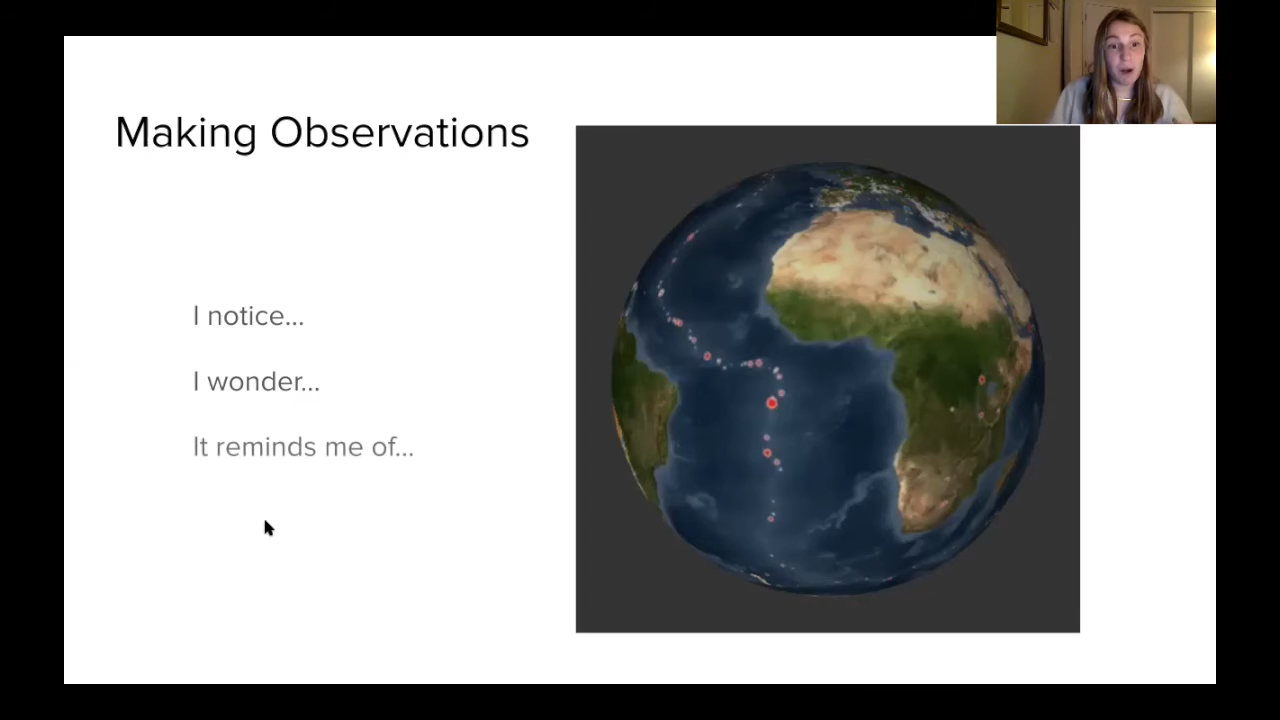 Making Observations
I notice...
I wonder...
It reminds me of...